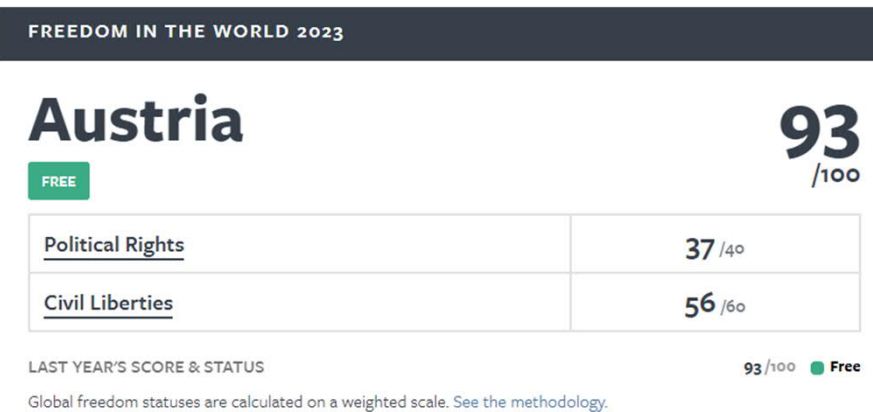 FREEDOM IN THE WORLD 2023
Austria
93
/100
FREE
Political Rights 37 /40
Civil Liberties 56 /60
LAST YEAR'S SCORE & STATUS 93 /100 Free
Global freedom statuses are calculated on a weighted scale. See the methodology.